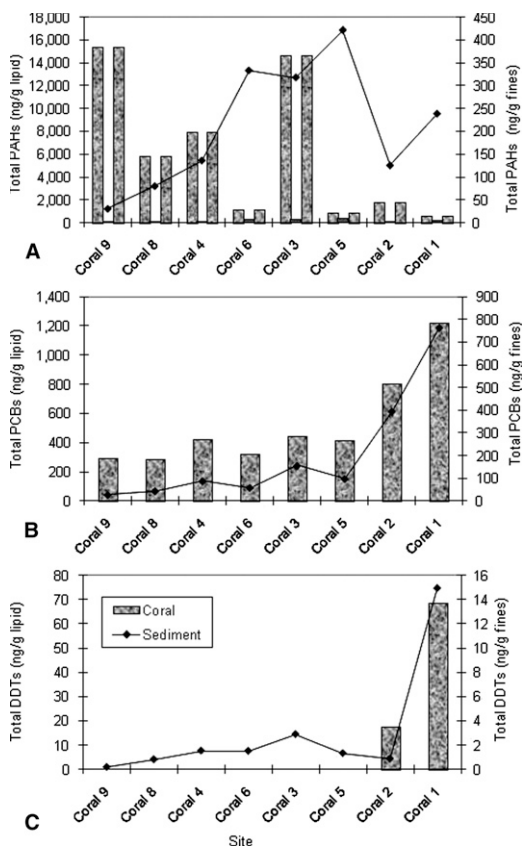 Total PAHs (ng/g lipid)
18,000
16,000
14,000
12,000
10,000
8,000
6,000
4,000
2,000
0
450
400
350
300
250
200
150
100
50
0
Total PAHs (ng/g fines)
A
Coral 9
Coral 8
Coral 4
Coral 6
Coral 3
Coral 5
Coral 2
Coral 1
Total PCBs (ng/g lipid)
1,400
1,200
1,000
800
600
400
200
0
900
800
700
600
500
400
300
200
100
0
Total PCBs (ng/g fines)
B
Coral 9
Coral 8
Coral 4
Coral 6
Coral 3
Coral 5
Coral 2
Coral 1
Total DDTs (ng/g lipid)
80
70
60
50
40
30
20
10
0
Coral
Sediment
16
14
12
10
8
6
4
2
0
Total DDTs (ng/g fines)
C
Coral 9
Coral 8
Coral 4
Coral 6
Coral 3
Coral 5
Coral 2
Coral 1
Site